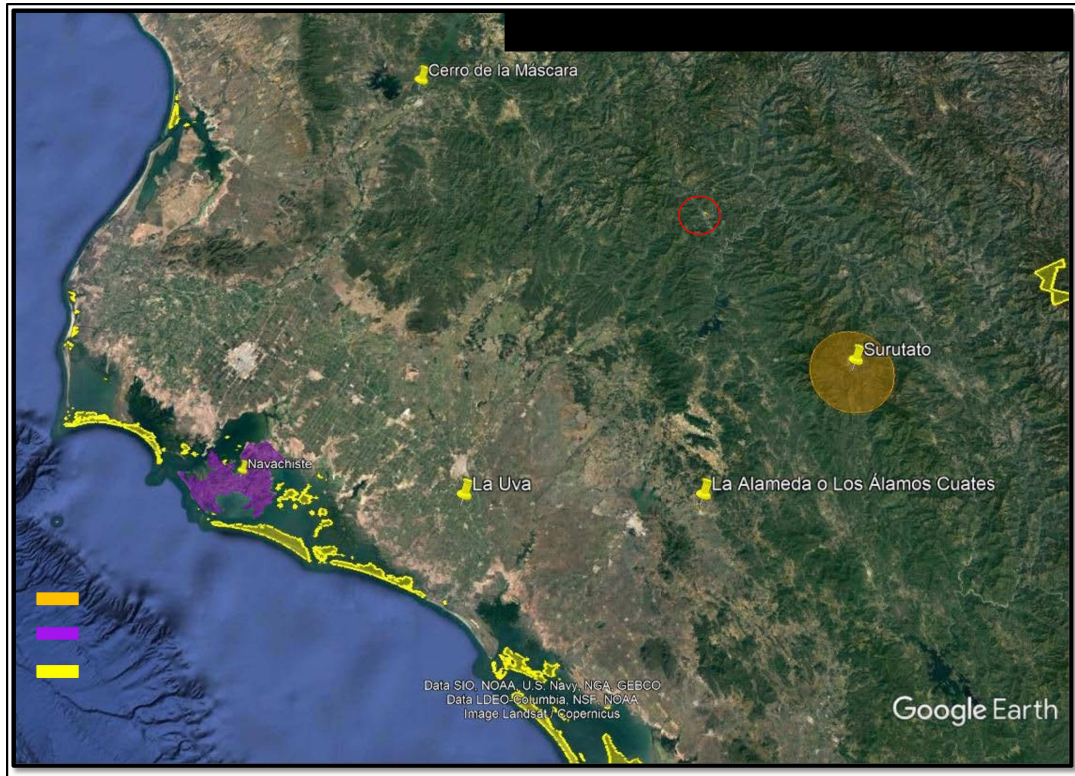 Cerro de la Máscara
Surutato
Navachiste
La Uva
La Alameda o Los Álamos Cuates
Data SIO, NOAA, U.S. Navy, NGA, GEBCO
Data LDEO-Columbia, NSF, NOAA
Image Landsat / Copernicus
Google Earth